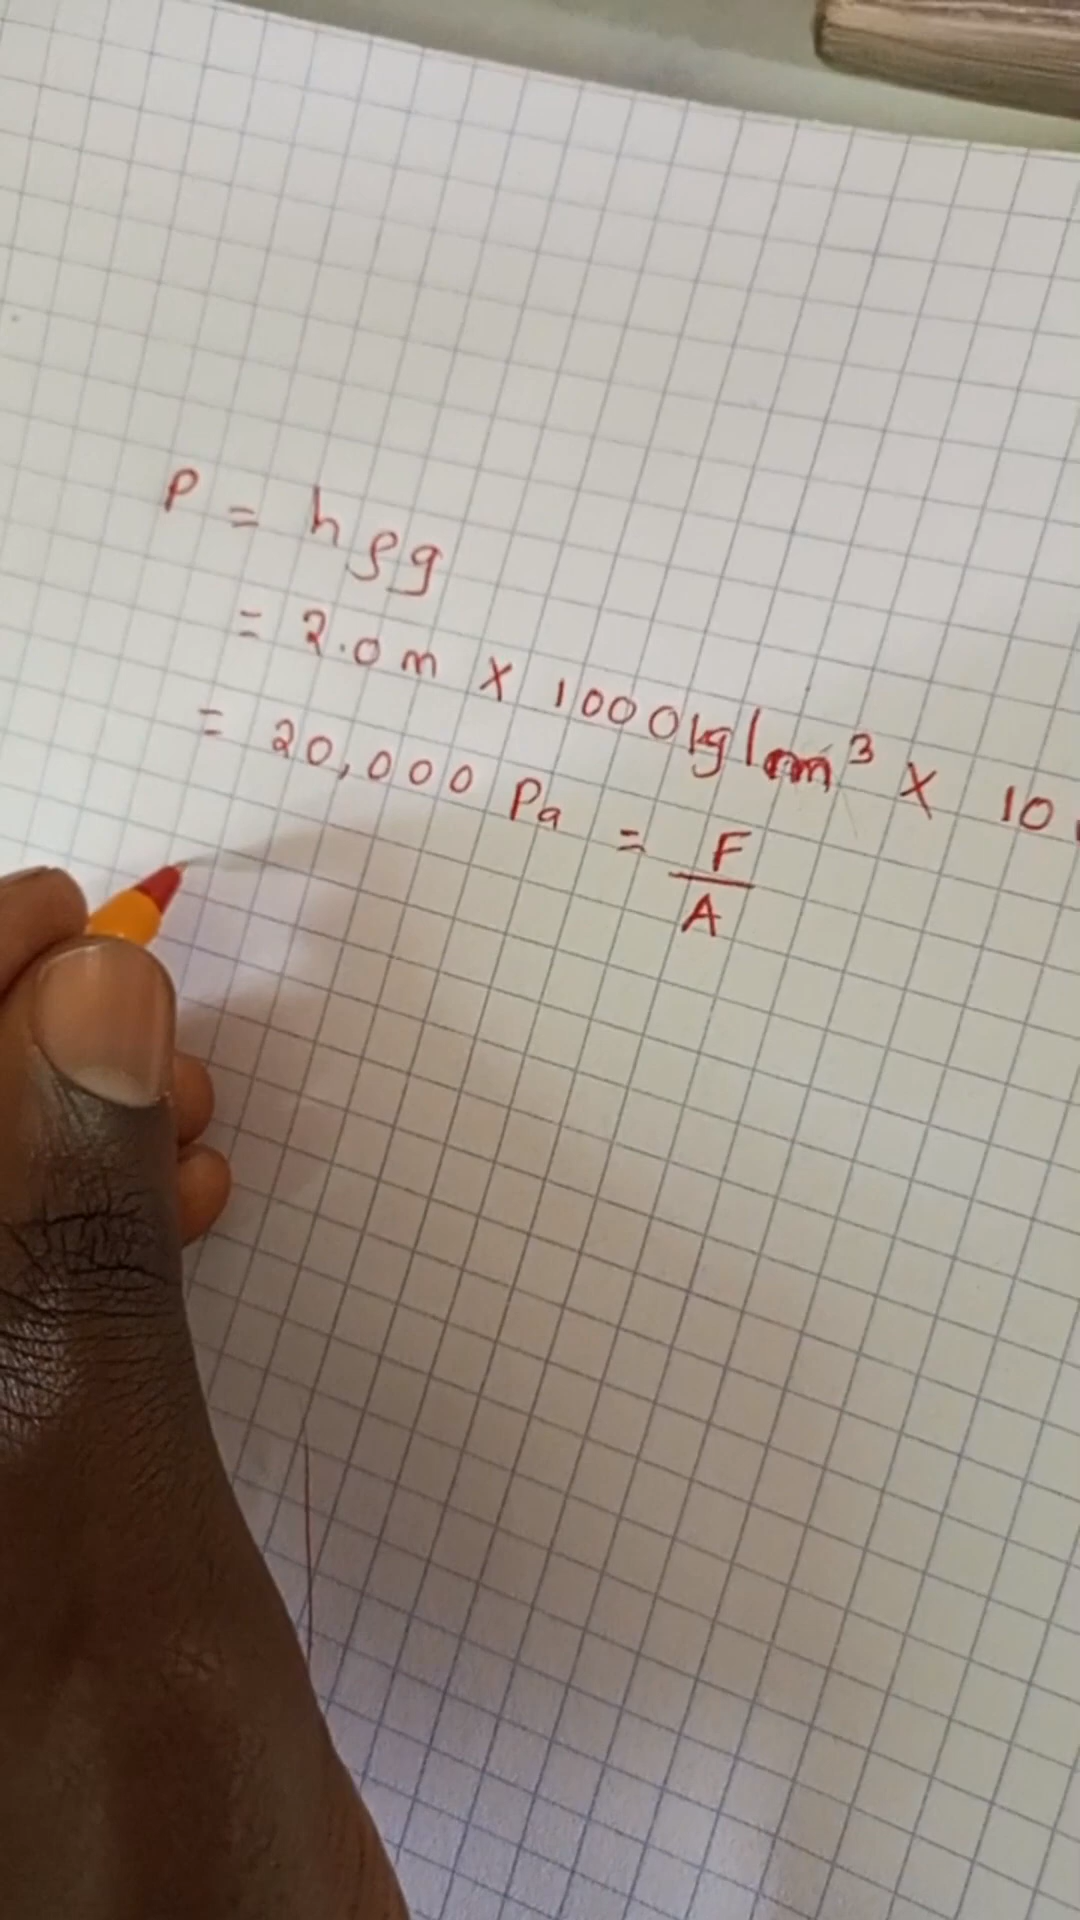 P = hρg
= 2.0 m × 1000kg/m³ × 10
= 20,000 Pa = F/A